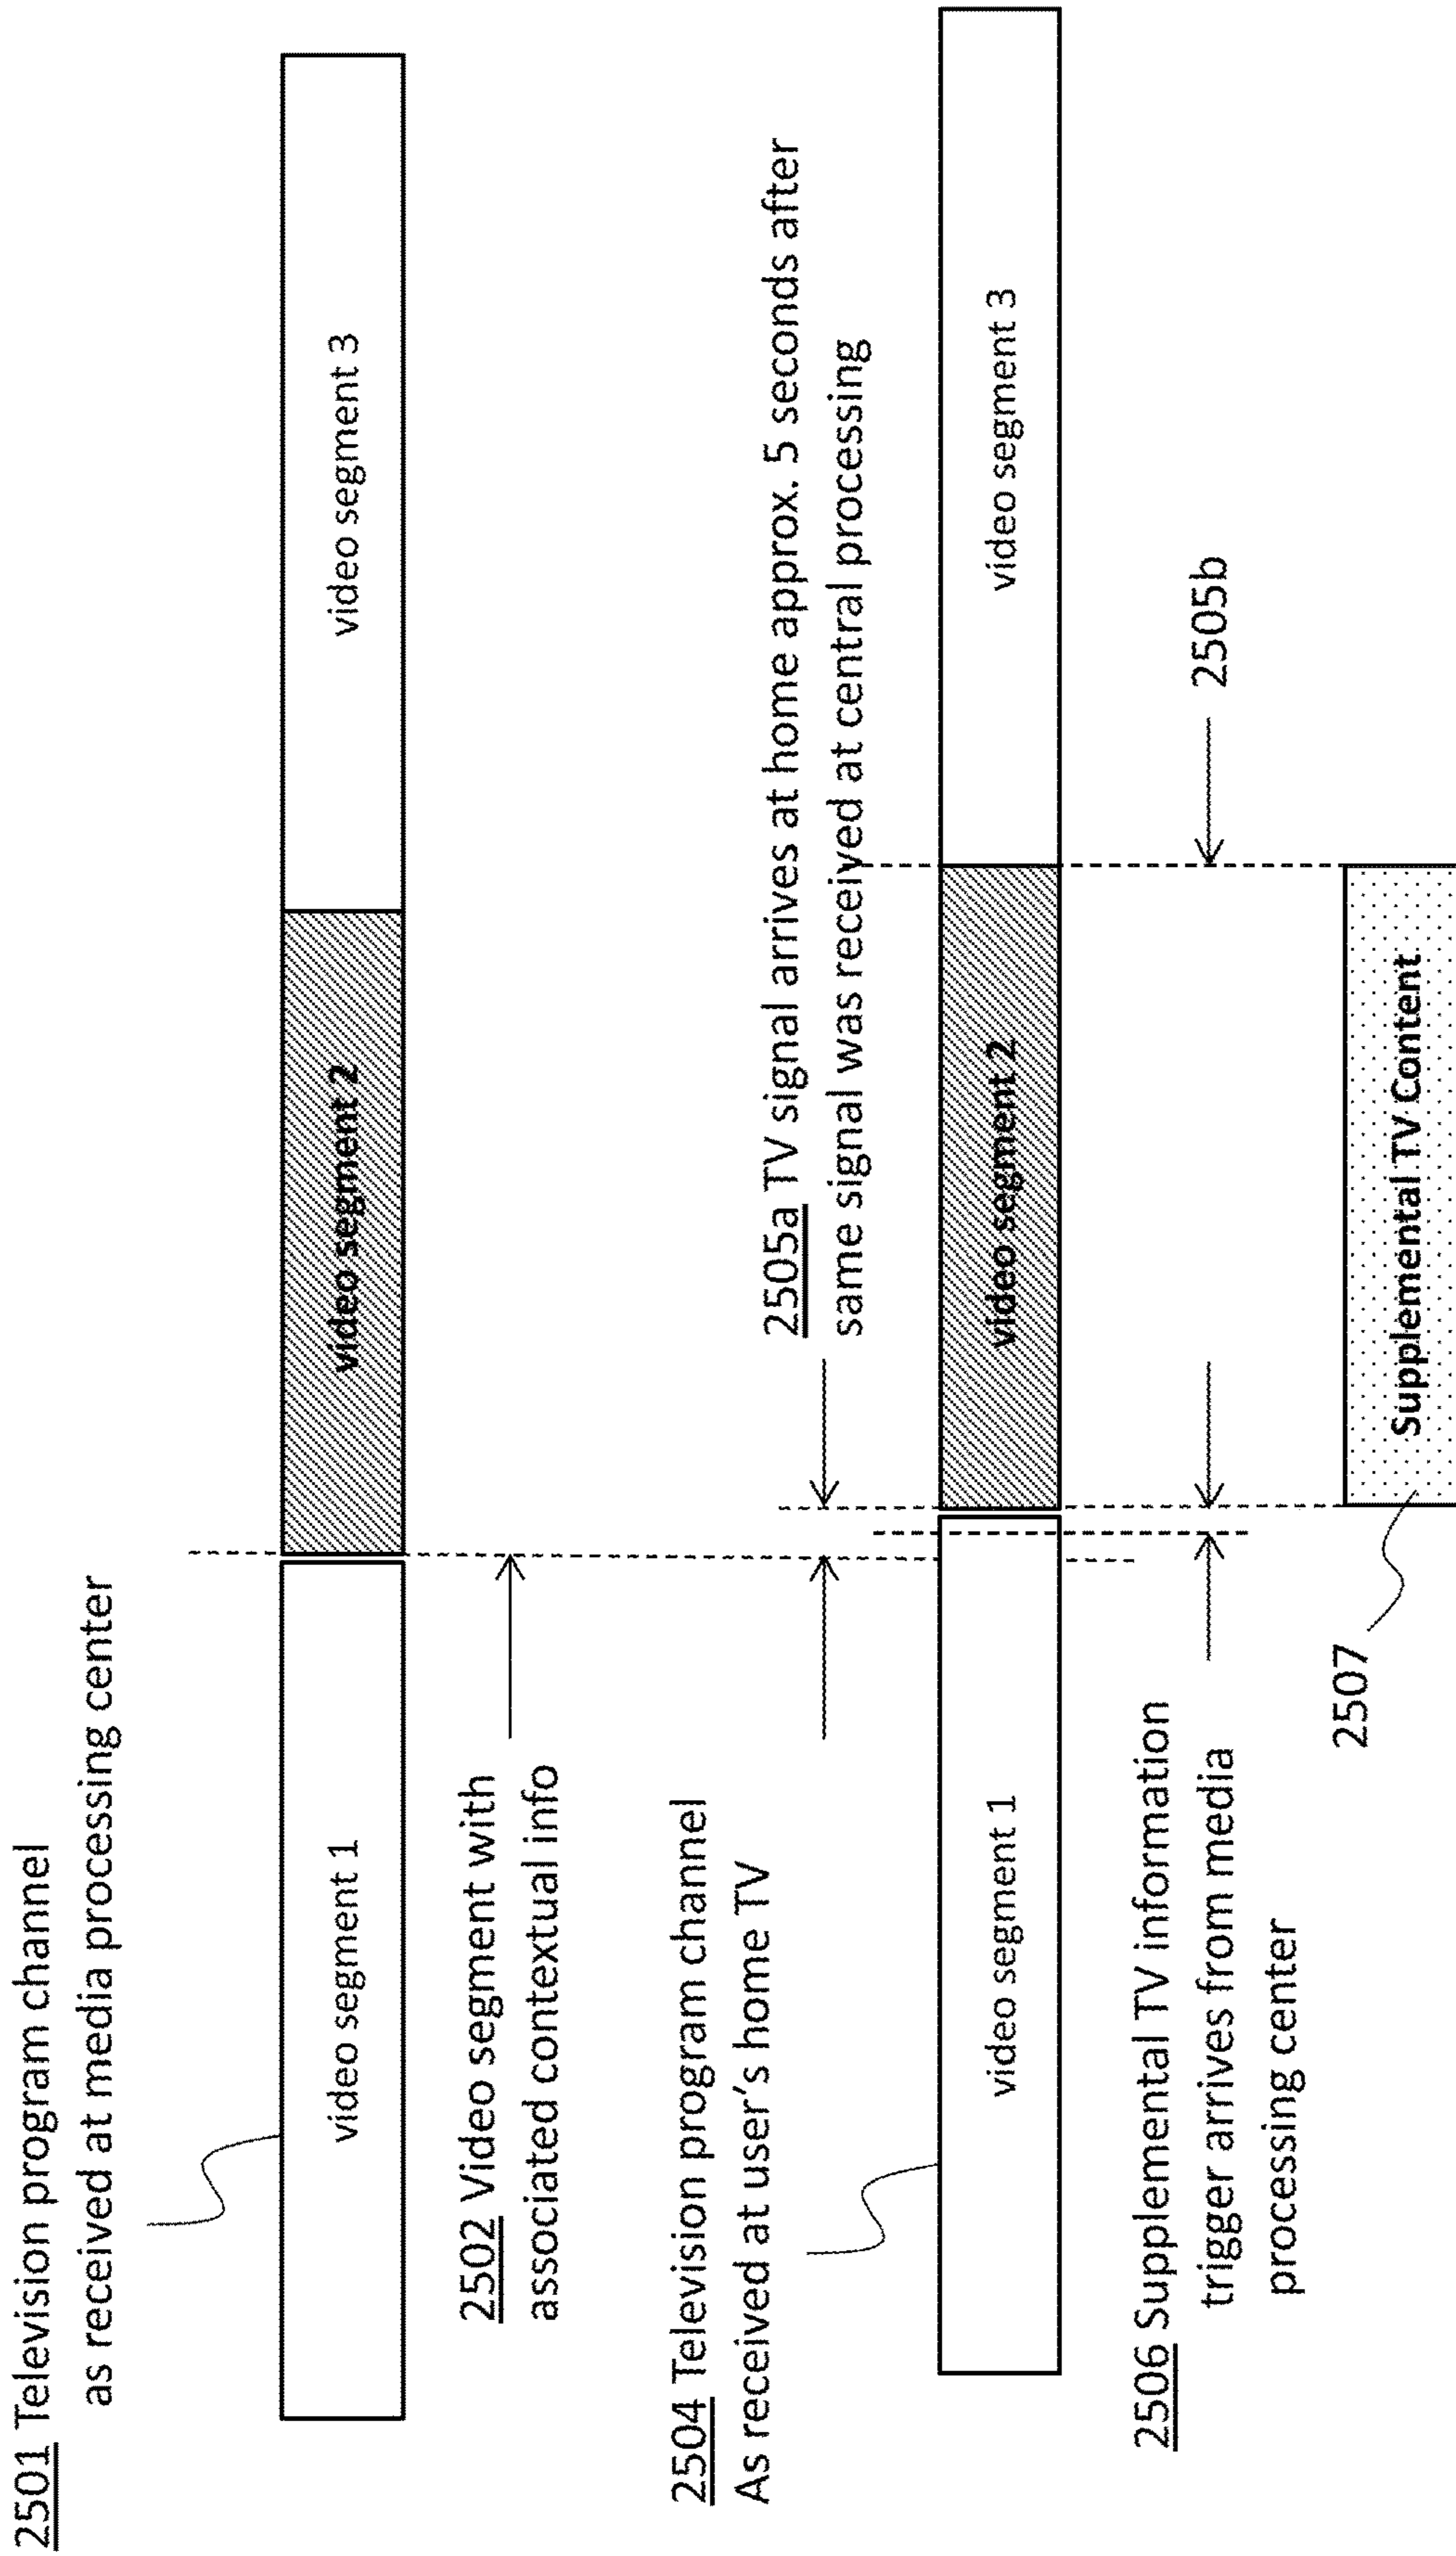 2501 Television program channel
as received at media processing center
video segment 1
video segment 2
video segment 3
2502 Video segment with
associated contextual info
2504 Television program channel
As received at user's home TV
2505a TV signal arrives at home approx. 5 seconds after
same signal was received at central processing
video segment 1
video segment 2
video segment 3
2506 Supplemental TV information
trigger arrives from media
processing center
2505b
2507
Supplemental TV Content